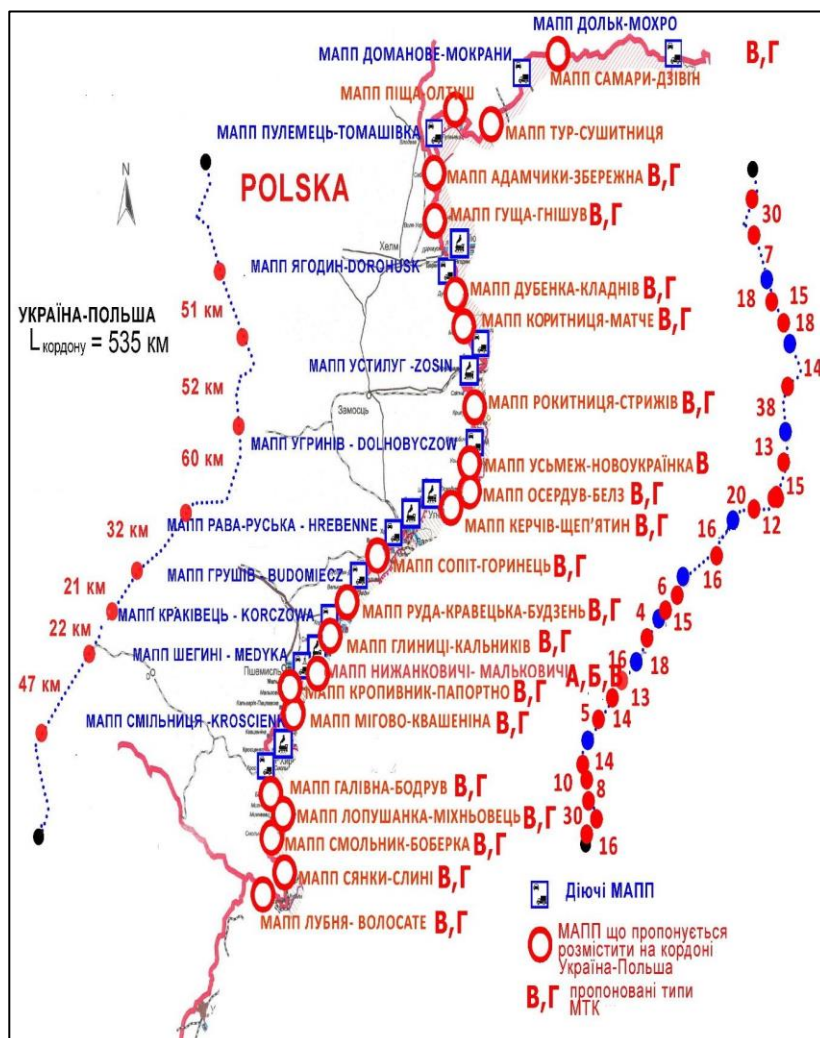 МАПП ДОЛЬК-МОХРО
МАПП ДОМАНОВЕ-МОКРАНИ
В,Г
МАПП САМАРИ-ДЗІВІН
МАПП ПІЩА-ОЛТУШ
МАПП ТУР-СУШИТНИЦЯ
МАПП ПУЛЕМЕЦЬ-ТОМАШІВКА
N
POLSKA
МАПП АДАМЧИКИ-ЗБЕРЕЖНА В,Г
МАПП ГУЩА-ГНІШУВ В,Г
Хелм
МАПП ЯГОДИН-DOROHUSK
МАПП ДУБЕНКА-КЛАДНІВ В,Г
УКРАЇНА-ПОЛЬША
L кордону = 535 км
МАПП КОРИТНИЦЯ-МАТЧЕ В,Г
МАПП УСТИЛУГ -ZOSIN
Замосць
МАПП РОКИТНИЦЯ-СТРИЖІВ В,Г
МАПП УГРИНІВ - DOLHOBYCZOW
МАПП УСЬМЕЖ-НОВОУКРАЇНКА В
МАПП ОСЕРДУВ-БЕЛЗ В,Г
МАПП КЕРЧІВ-ЩЕП'ЯТИН В,Г
МАПП РАВА-РУСЬКА - HREBENNE
МАПП СОПІТ-ГОРИНЕЦЬ В,Г
МАПП ГРУШІВ - BUDOMIECZ
МАПП РУДА-КРАВЕЦЬКА-БУДЗЕНЬ В,Г
МАПП КРАКІВЕЦЬ - KORCZOWA
МАПП ГЛИНИЦІ-КАЛЬНИКІВ В,Г
МАПП ШЕГИНІ - MEDYKA
Пшемисль
МАПП НИЖАНКОВИЧІ- МАЛЬКОВИЧІ А,Б,В
МАПП КРОПИВНИК-ПАПОРТНО В,Г
МАПП СМІЛЬНИЦЯ -KROSCIENK
МАПП МІГОВО-КВАШЕНІНА В,Г
МАПП ГАЛІВНА-БОДРУВ В,Г
МАПП ЛОПУШАНКА-МІХНЬОВЕЦЬ В,Г
МАПП СМОЛЬНИК-БОБЕРКА В,Г
МАПП СЯНКИ-СЛИНІ В,Г
МАПП ЛУБНЯ- ВОЛОСАТЕ В,Г
51 км
52 км
60 км
32 км
21 км
22 км
47 км
30
7
18
15
18
14
38
13
15
20
12
16
16
6
15
4
16
18
13
14
5
14
10
8
30
16
Діючі МАПП
МАПП що пропонується
розмістити на кордоні
Україна-Польша
В,Г пропоновані типи
МТК